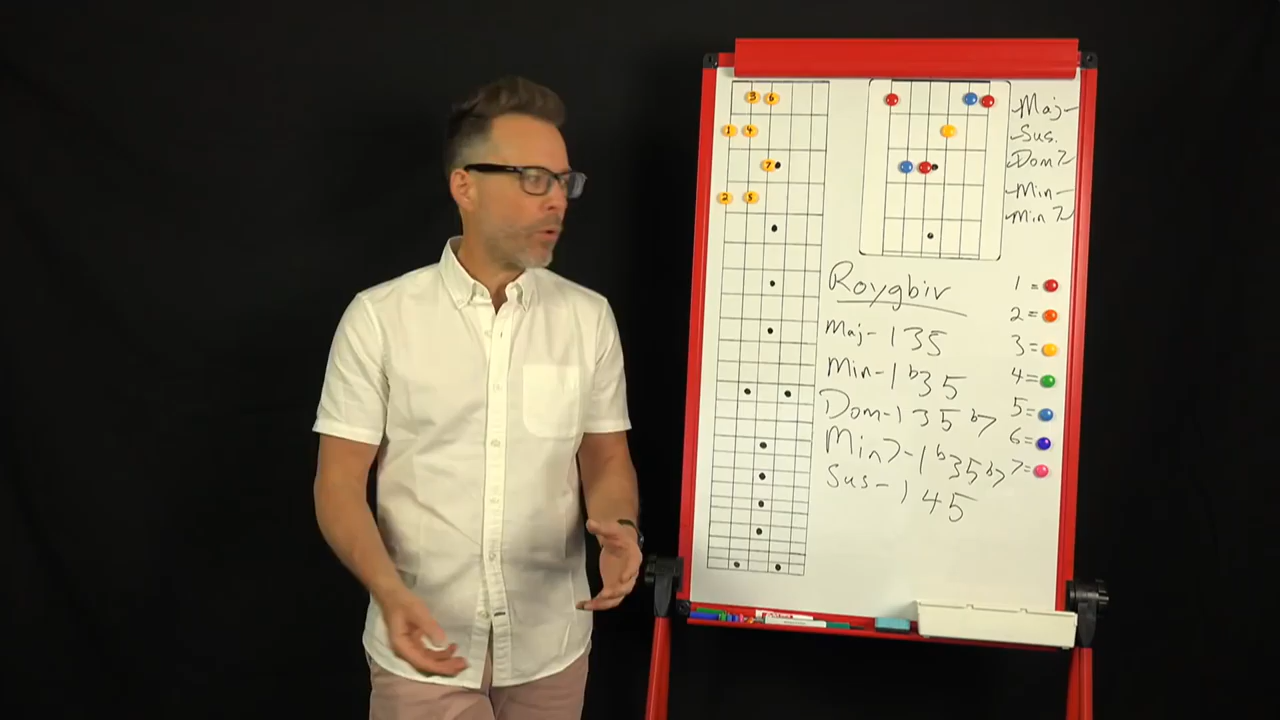 3 6
1 4
7
2 5
Maj-
Sus.
Dom7
Min-
Min 7
Roygbiv
Maj- 1 3 5
Min- 1 b3 5
Dom- 1 3 5 b7
Min7- 1 b3 5 b7
Sus- 1 4 5
1 =
2 =
3 =
4 =
5 =
6 =
7 =